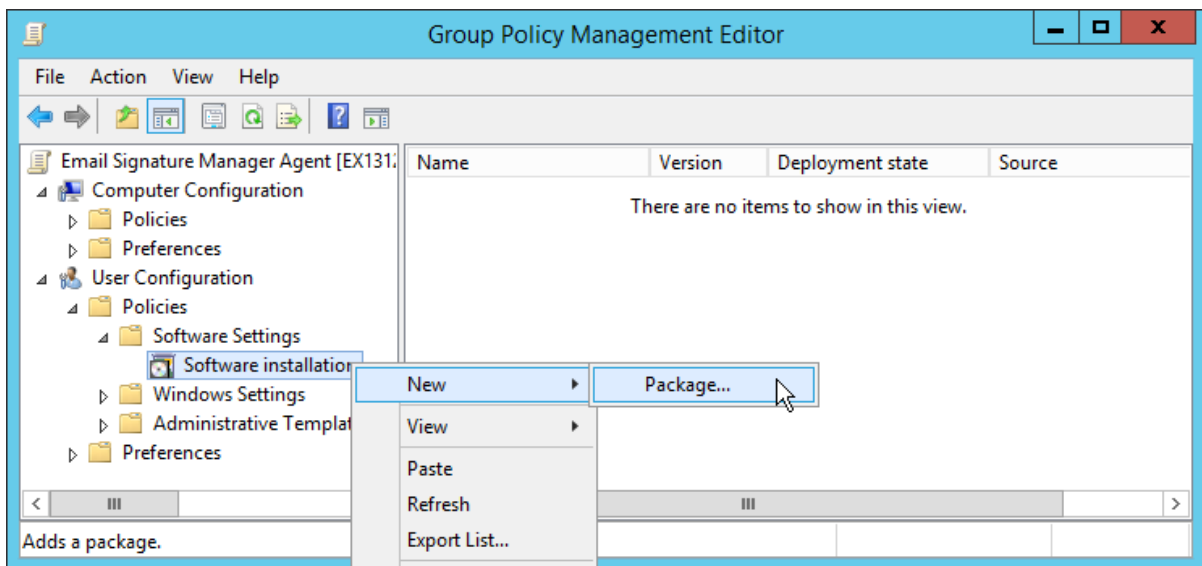 Group Policy Management Editor
File Action View Help
Email Signature Manager Agent [EX131
Name Version Deployment state Source
Computer Configuration
There are no items to show in this view.
Policies
Preferences
User Configuration
Policies
Software Settings
Software installation
New Package...
Windows Settings
Administrative Templat
View
Preferences
Paste
Refresh
Export List...
Adds a package.